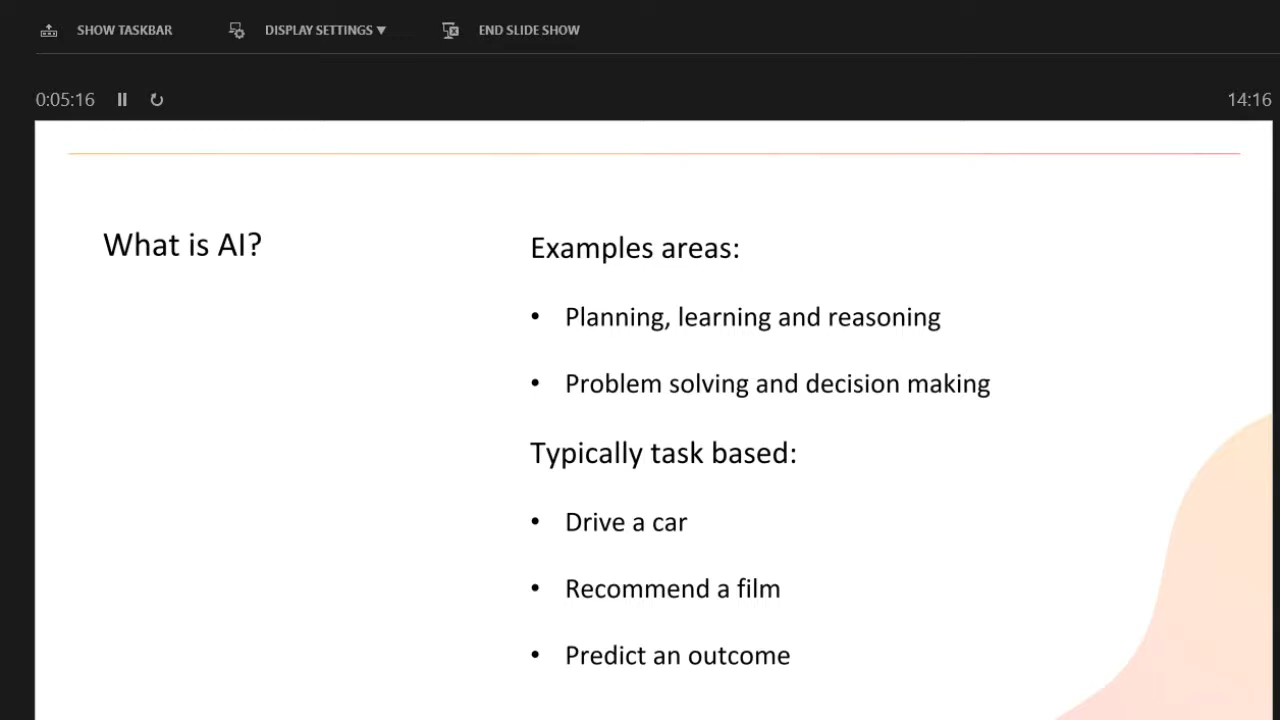 SHOW TASKBAR DISPLAY SETTINGS ▼ END SLIDE SHOW
0:05:16 14:16
What is AI?
Examples areas:
• Planning, learning and reasoning
• Problem solving and decision making
Typically task based:
• Drive a car
• Recommend a film
• Predict an outcome